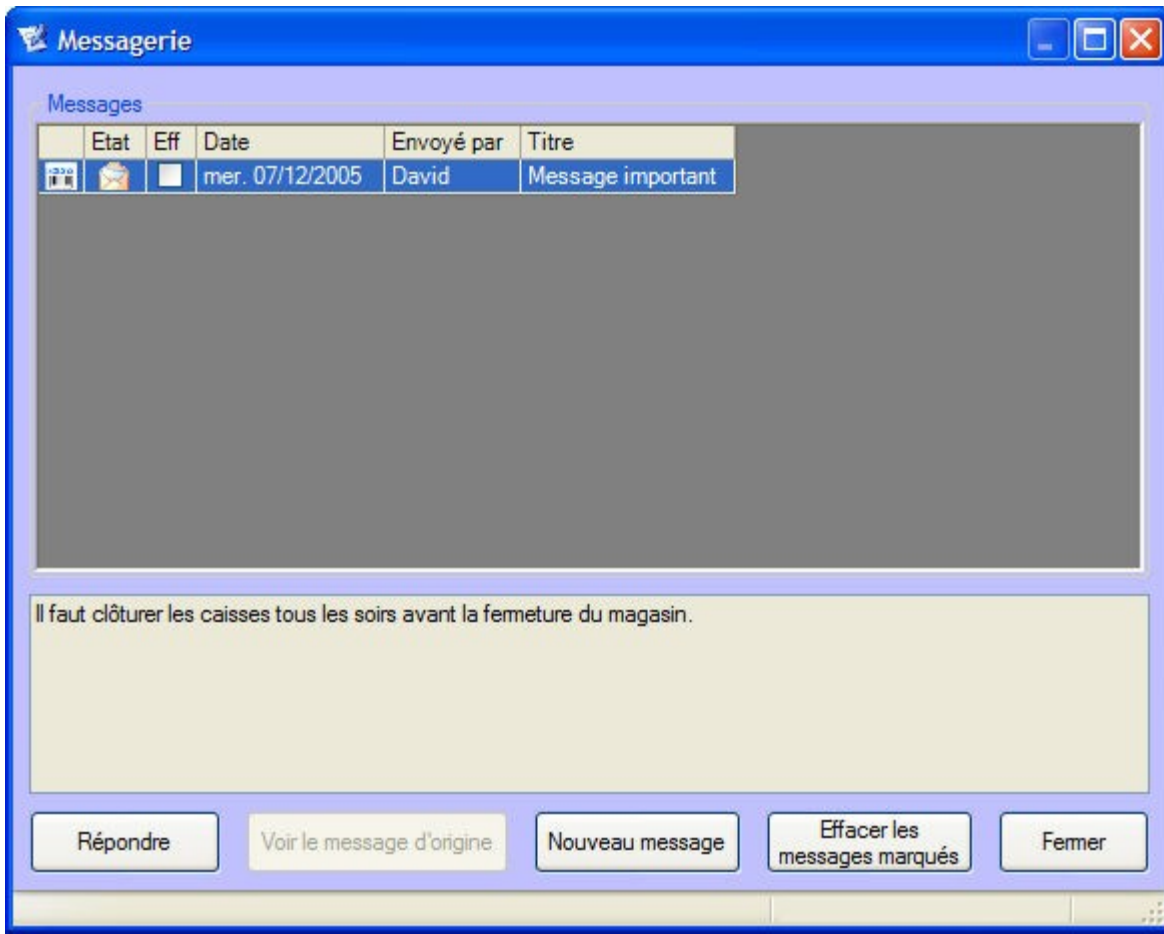 Messagerie
Messages
Etat Eff Date Envoyé par Titre
mer. 07/12/2005 David Message important
Il faut clôturer les caisses tous les soirs avant la fermeture du magasin.
Répondre
Voir le message d'origine
Nouveau message
Effacer les
messages marqués
Fermer